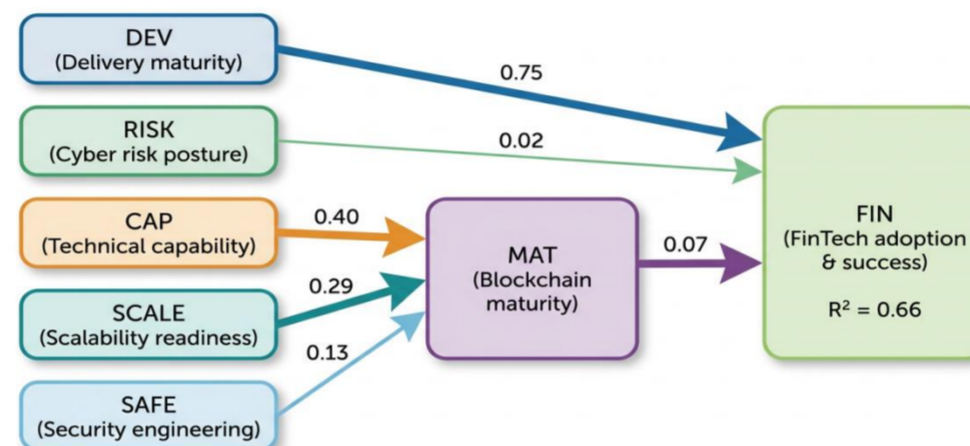 DEV
(Delivery maturity)
0.75
RISK
(Cyber risk posture)
0.02
CAP
(Technical capability)
0.40
MAT
(Blockchain
maturity)
0.07
FIN
(FinTech adoption
& success)
R² = 0.66
SCALE
(Scalability readiness)
0.29
SAFE
(Security engineering)
0.13